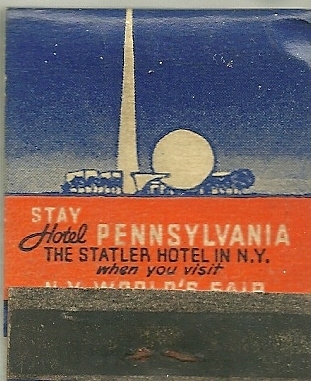 STAY
Hotel PENNSYLVANIA
THE STATLER HOTEL IN N.Y.
when you visit
N.Y. WORLD'S FAIR